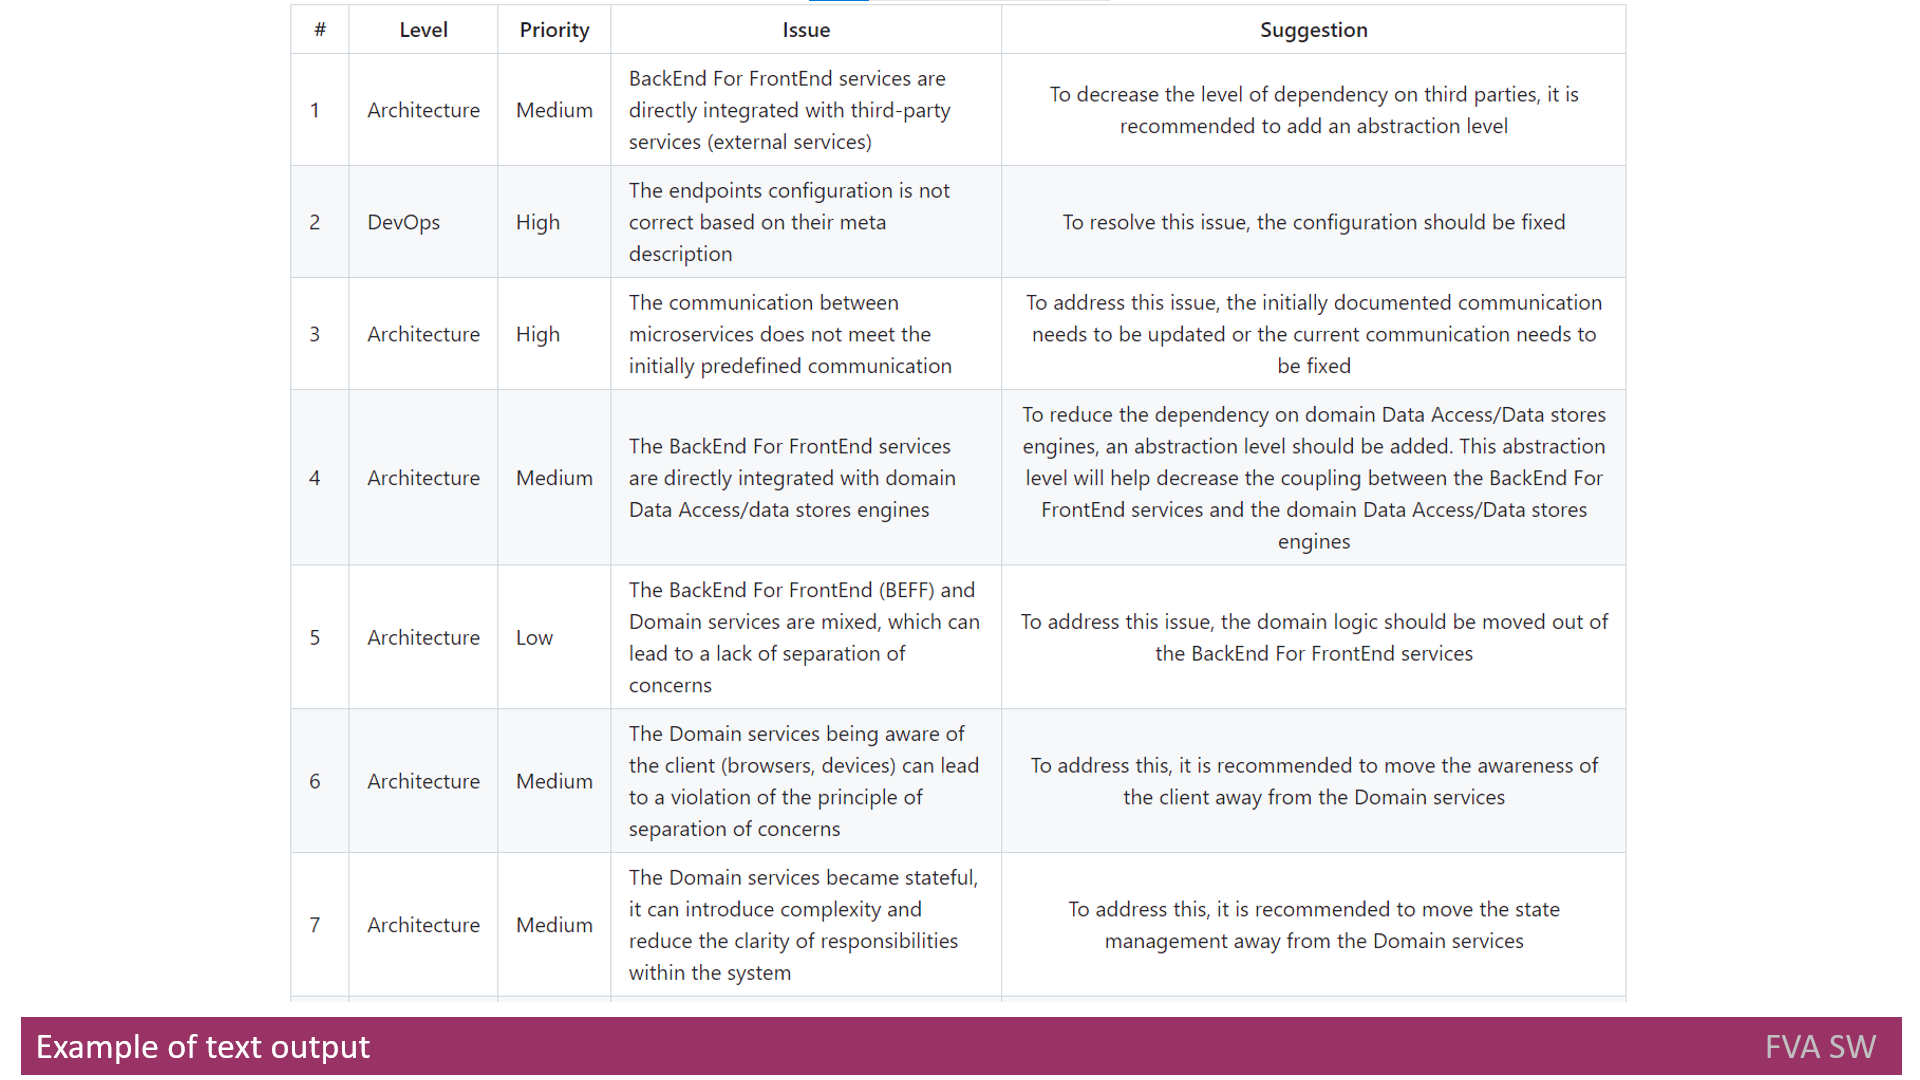 # Level Priority Issue Suggestion
1 Architecture Medium
BackEnd For FrontEnd services are
directly integrated with third-party
services (external services)
To decrease the level of dependency on third parties, it is
recommended to add an abstraction level
2 DevOps High
The endpoints configuration is not
correct based on their meta
description
To resolve this issue, the configuration should be fixed
3 Architecture High
The communication between
microservices does not meet the
initially predefined communication
To address this issue, the initially documented communication
needs to be updated or the current communication needs to
be fixed
4 Architecture Medium
The BackEnd For FrontEnd services
are directly integrated with domain
Data Access/data stores engines
To reduce the dependency on domain Data Access/Data stores
engines, an abstraction level should be added. This abstraction
level will help decrease the coupling between the BackEnd For
FrontEnd services and the domain Data Access/Data stores
engines
5 Architecture Low
The BackEnd For FrontEnd (BEFF) and
Domain services are mixed, which can
lead to a lack of separation of
concerns
To address this issue, the domain logic should be moved out of
the BackEnd For FrontEnd services
6 Architecture Medium
The Domain services being aware of
the client (browsers, devices) can lead
to a violation of the principle of
separation of concerns
To address this, it is recommended to move the awareness of
the client away from the Domain services
7 Architecture Medium
The Domain services became stateful,
it can introduce complexity and
reduce the clarity of responsibilities
within the system
To address this, it is recommended to move the state
management away from the Domain services
Example of text output
FVA SW